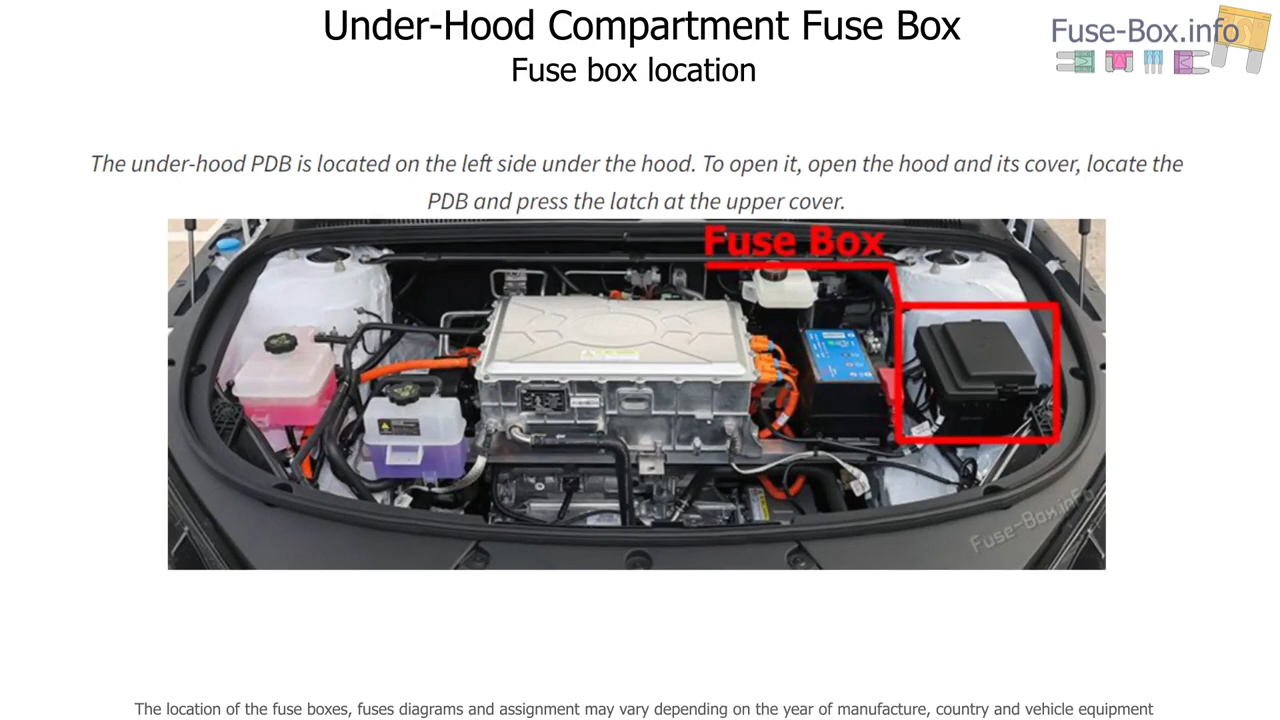 Under-Hood Compartment Fuse Box
Fuse-Box.info
Fuse box location
The under-hood PDB is located on the left side under the hood. To open it, open the hood and its cover, locate the
PDB and press the latch at the upper cover.
Fuse Box
Fuse-Box.info
The location of the fuse boxes, fuses diagrams and assignment may vary depending on the year of manufacture, country and vehicle equipment